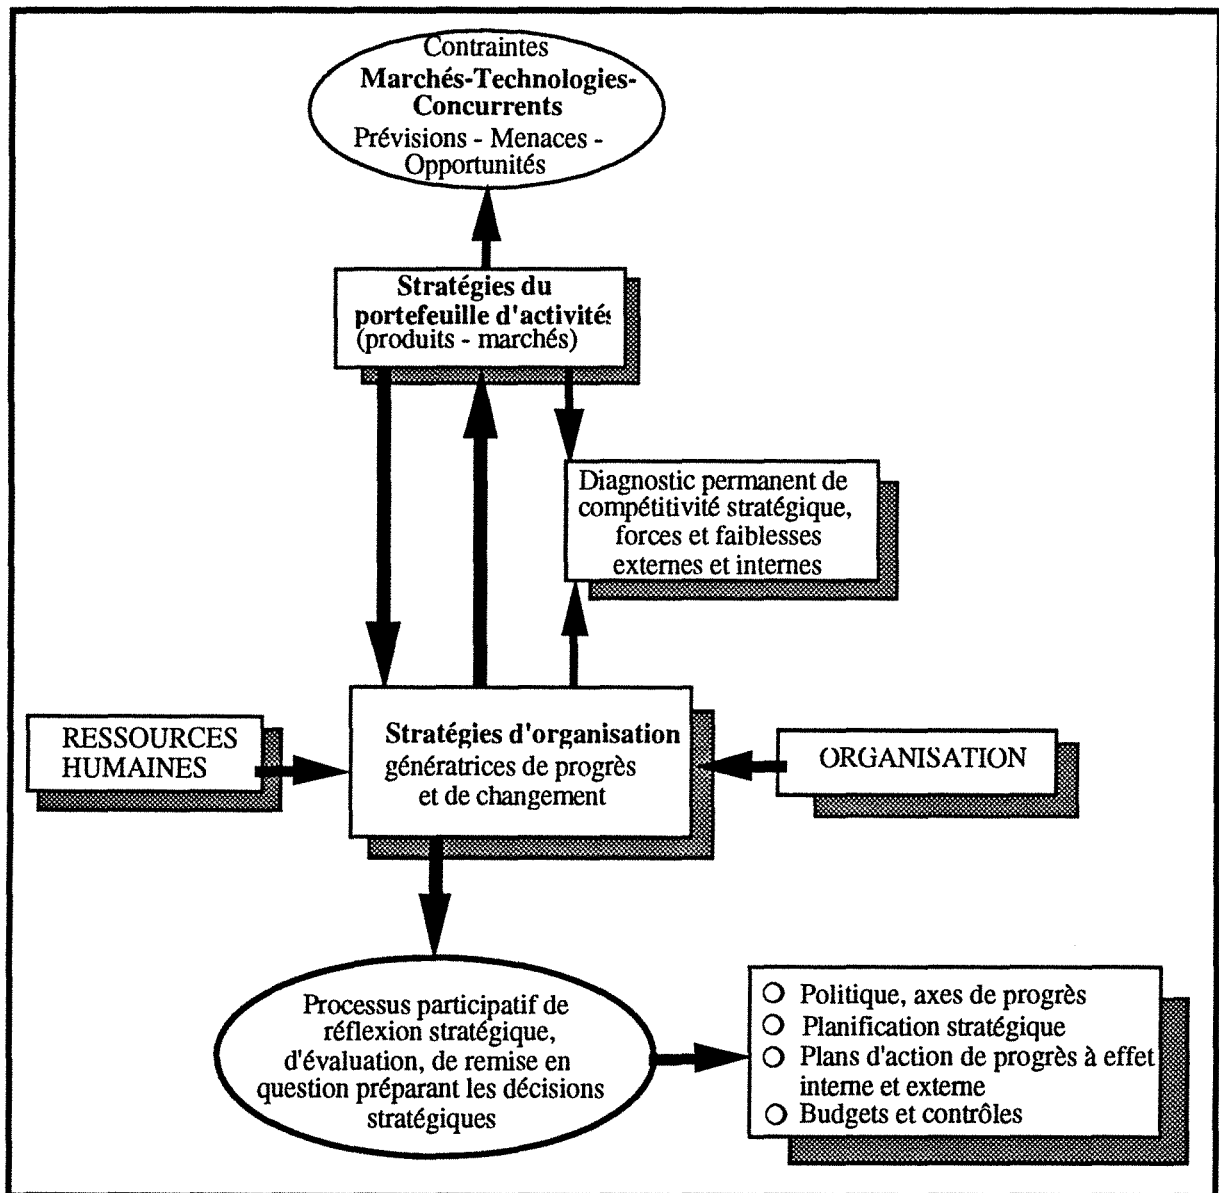 Contraintes
Marchés-Technologies-
Concurrents
Prévisions - Menaces -
Opportunités
Stratégies du
portefeuille d'activités
(produits - marchés)
Diagnostic permanent de
compétitivité stratégique,
forces et faiblesses
externes et internes
RESSOURCES
HUMAINES
Stratégies d'organisation
génératrices de progrès
et de changement
ORGANISATION
Processus participatif de
réflexion stratégique,
d'évaluation, de remise en
question préparant les décisions
stratégiques
Politique, axes de progrès
Planification stratégique
Plans d'action de progrès à effet
interne et externe
Budgets et contrôles